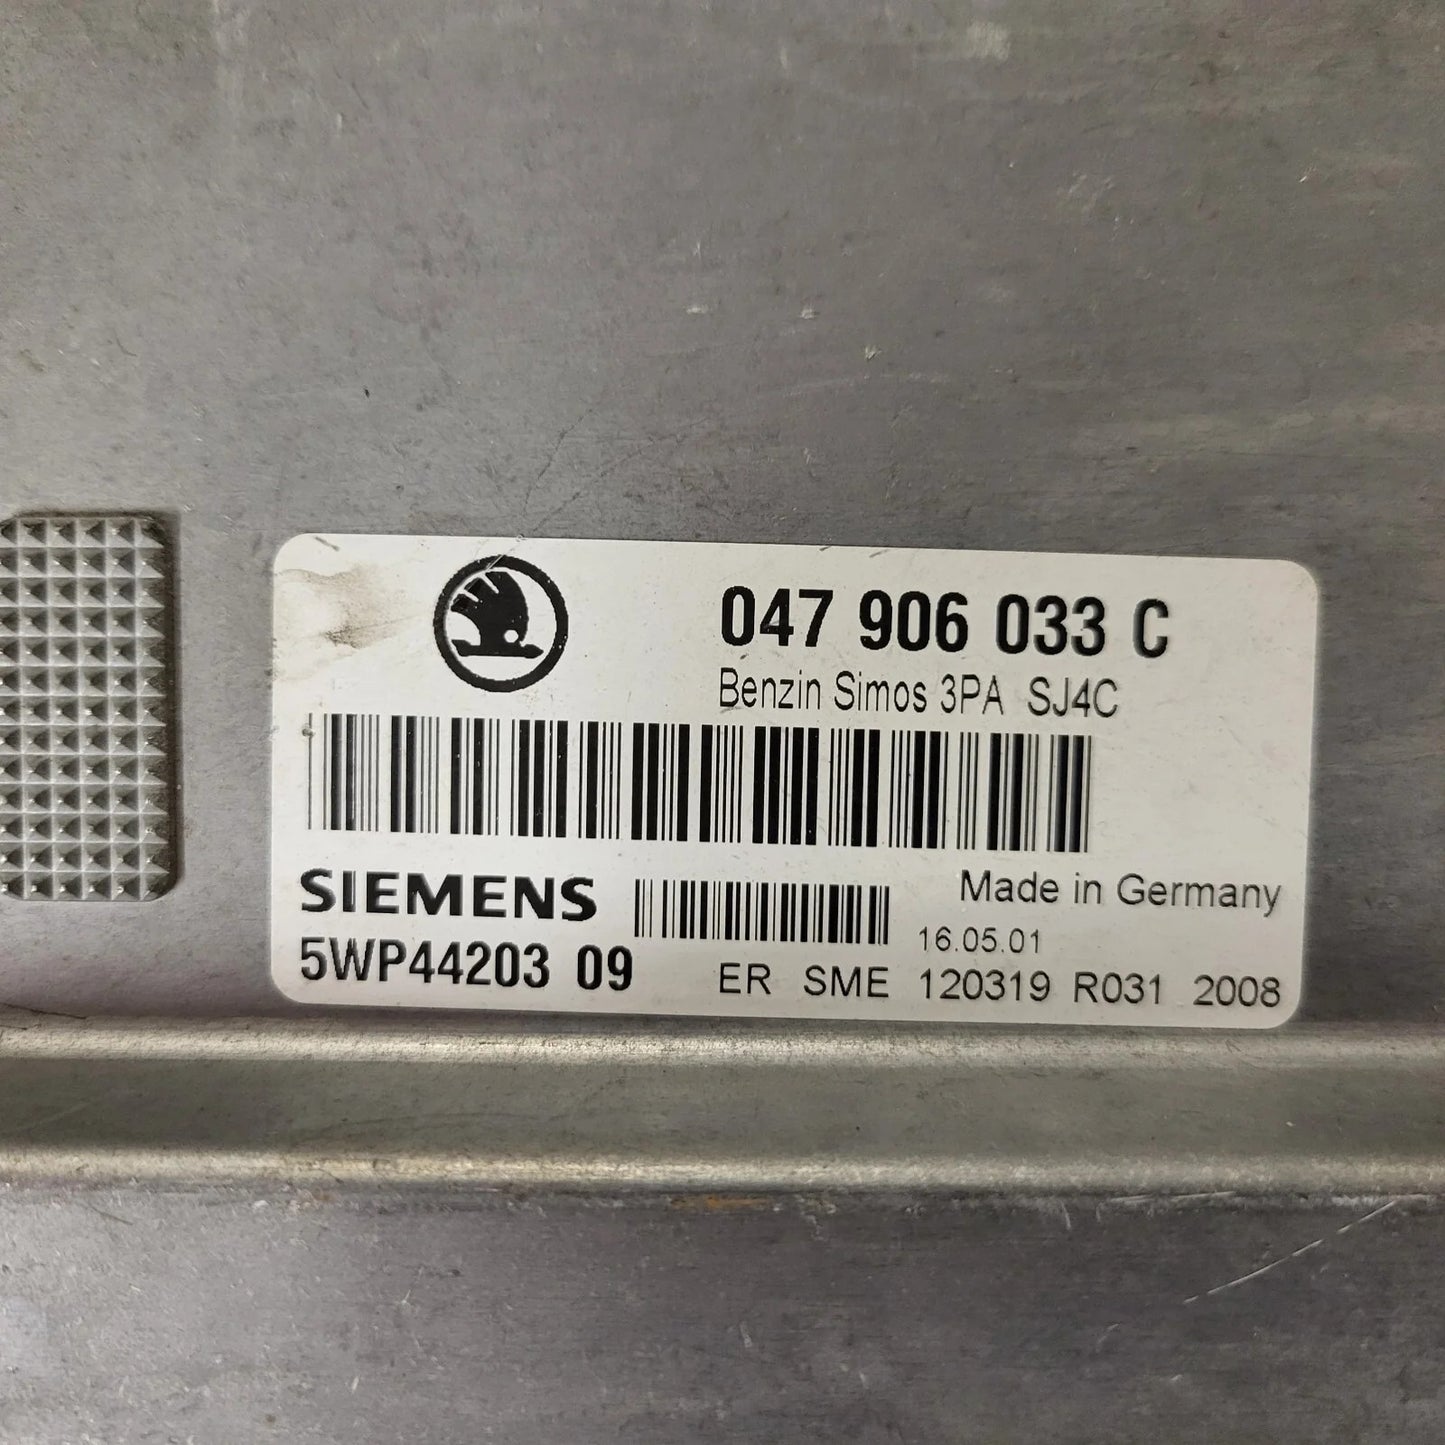 047 906 033 C
Benzin Simos 3PA SJ4C
SIEMENS
Made in Germany
16.05.01
5WP44203 09
ER SME 120319 R031 2008